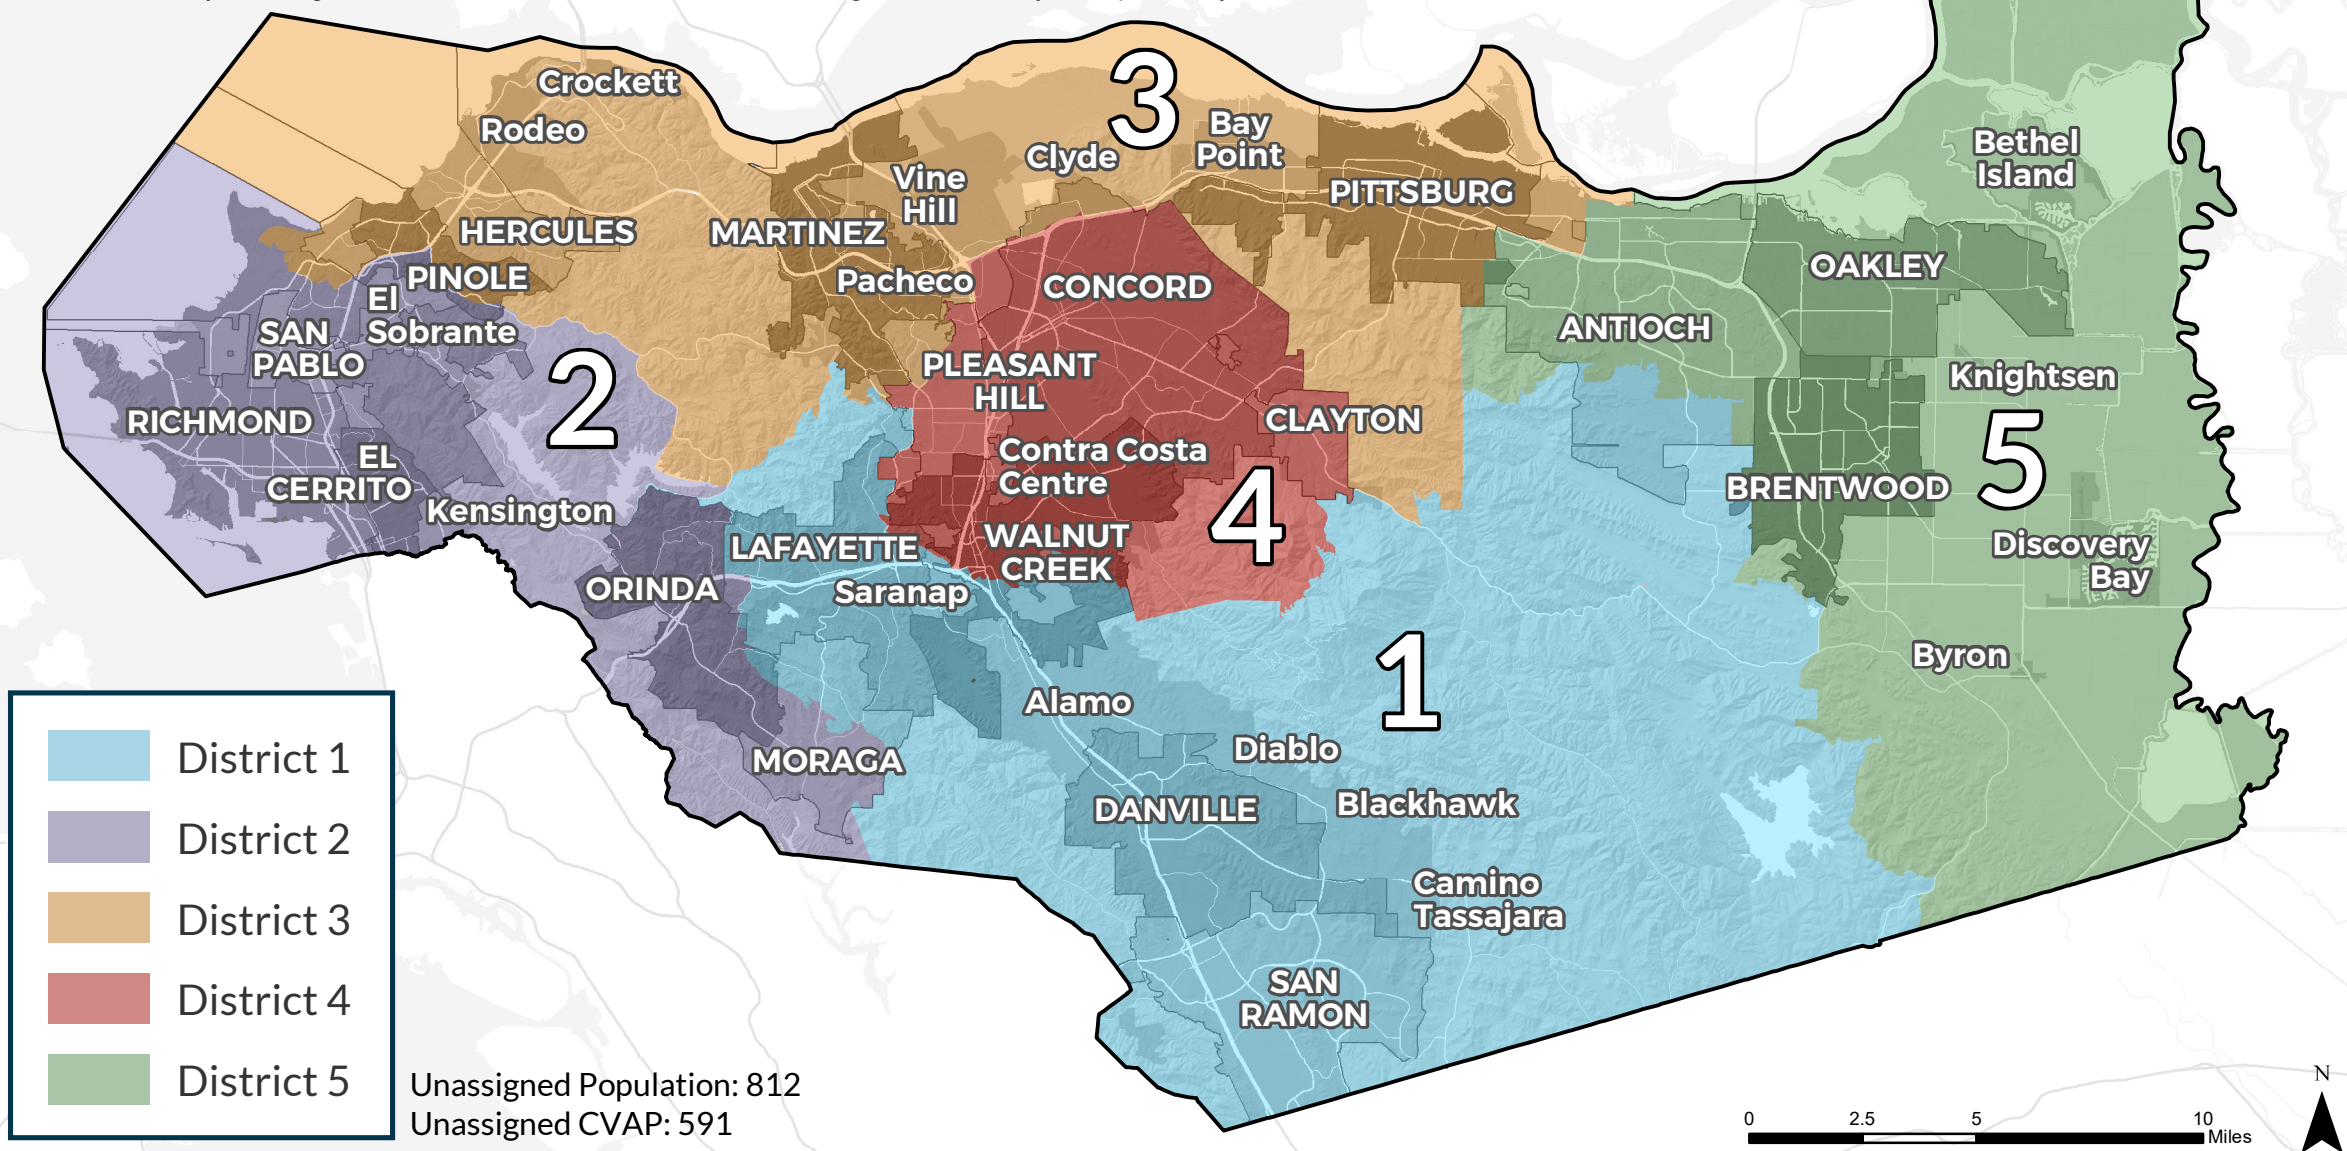 3
Crockett
Rodeo
Bay
Point
Clyde
Vine
Hill
PITTSBURG
Bethel
Island
HERCULES
MARTINEZ
PINOLE
Pacheco
CONCORD
OAKLEY
El
Sobrante
SAN
PABLO
ANTIOCH
PLEASANT
HILL
Knightsen
2
RICHMOND
CLAYTON
EL
CERRITO
Contra Costa
Centre
5
4
BRENTWOOD
Kensington
LAFAYETTE
WALNUT
CREEK
Discovery
Bay
ORINDA
Saranap
Byron
1
Alamo
Diablo
MORAGA
DANVILLE
Blackhawk
Camino
Tassajara
SAN
RAMON
District 1
District 2
District 3
District 4
District 5
Unassigned Population: 812
Unassigned CVAP: 591
N
0 2.5 5 10
Miles